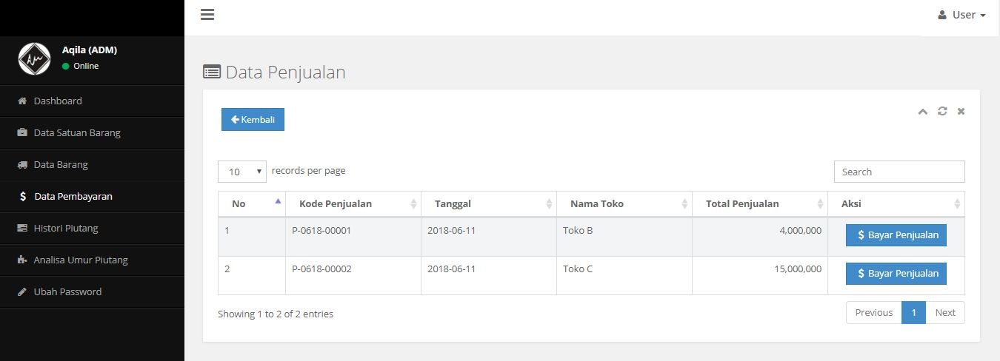 User
Aqila (ADM)
Online
Dashboard
Data Satuan Barang
Data Barang
$ Data Pembayaran
Histori Piutang
Analisa Umur Piutang
Ubah Password
Data Penjualan
Kembali
10 records per page
Search
No Kode Penjualan Tanggal Nama Toko Total Penjualan Aksi
1 P-0618-00001 2018-06-11 Toko B 4,000,000 $ Bayar Penjualan
2 P-0618-00002 2018-06-11 Toko C 15,000,000 $ Bayar Penjualan
Showing 1 to 2 of 2 entries
Previous 1 Next